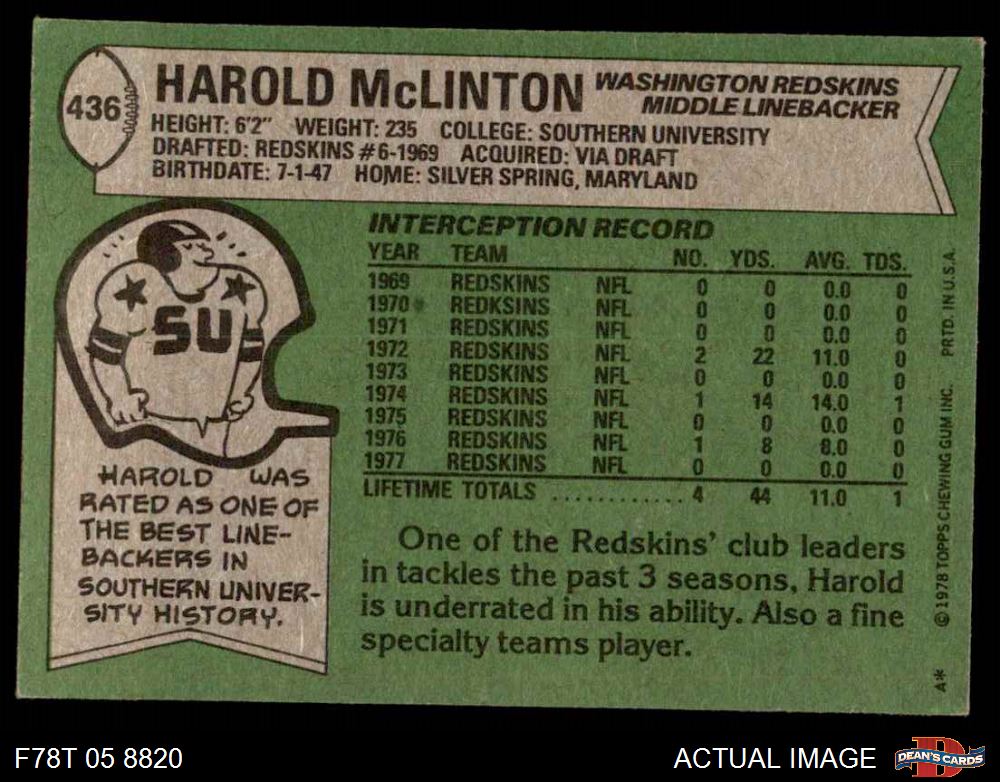 436
HAROLD McLINTON
WASHINGTON REDSKINS
MIDDLE LINEBACKER
HEIGHT: 6'2" WEIGHT: 235 COLLEGE: SOUTHERN UNIVERSITY
DRAFTED: REDSKINS #6-1969 ACQUIRED: VIA DRAFT
BIRTHDATE: 7-1-47 HOME: SILVER SPRING, MARYLAND
SU
HAROLD WAS
RATED AS ONE OF
THE BEST LINE-
BACKERS IN
SOUTHERN UNIVER-
SITY HISTORY.
INTERCEPTION RECORD
YEAR TEAM NO. YDS. AVG. TDS.
1969 REDSKINS NFL 0 0 0.0 0
1970 REDKSINS NFL 0 0 0.0 0
1971 REDSKINS NFL 0 0 0.0 0
1972 REDSKINS NFL 2 22 11.0 0
1973 REDSKINS NFL 0 0 0.0 0
1974 REDSKINS NFL 1 14 14.0 1
1975 REDSKINS NFL 0 0 0.0 0
1976 REDSKINS NFL 1 8 8.0 0
1977 REDSKINS NFL 0 0 0.0 0
LIFETIME TOTALS ............ 4 44 11.0 1
One of the Redskins' club leaders
in tackles the past 3 seasons, Harold
is underrated in his ability. Also a fine
specialty teams player.
A* © 1978 TOPPS CHEWING GUM INC. PRTD. IN U.S.A.
F78T 05 8820
ACTUAL IMAGE
D
DEAN'S CARDS